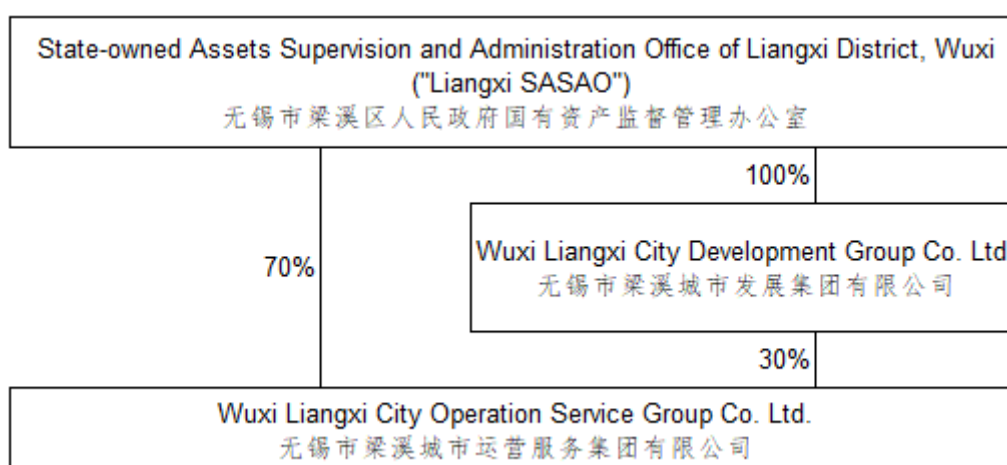 State-owned Assets Supervision and Administration Office of Liangxi District, Wuxi
("Liangxi SASAO")
无锡市梁溪区人民政府国有资产监督管理办公室
100%
70%
Wuxi Liangxi City Development Group Co. Ltd
无锡市梁溪城市发展集团有限公司
30%
Wuxi Liangxi City Operation Service Group Co. Ltd.
无锡市梁溪城市运营服务集团有限公司